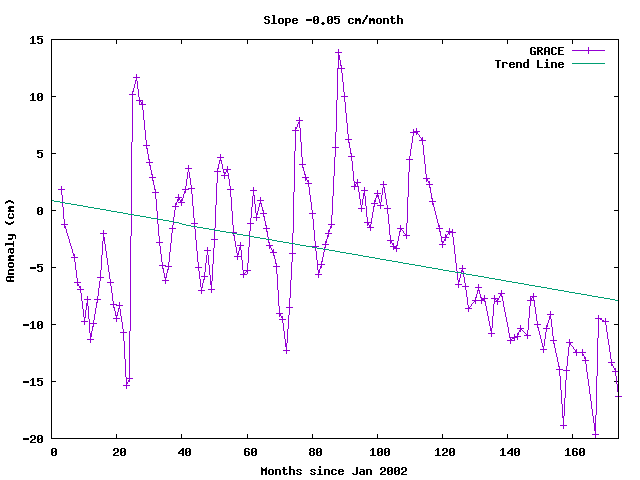 Slope -0.05 cm/month
GRACE
Trend Line
15
10
5
0
-5
-10
-15
-20
Anomaly (cm)
0 20 40 60 80 100 120 140 160
Months since Jan 2002